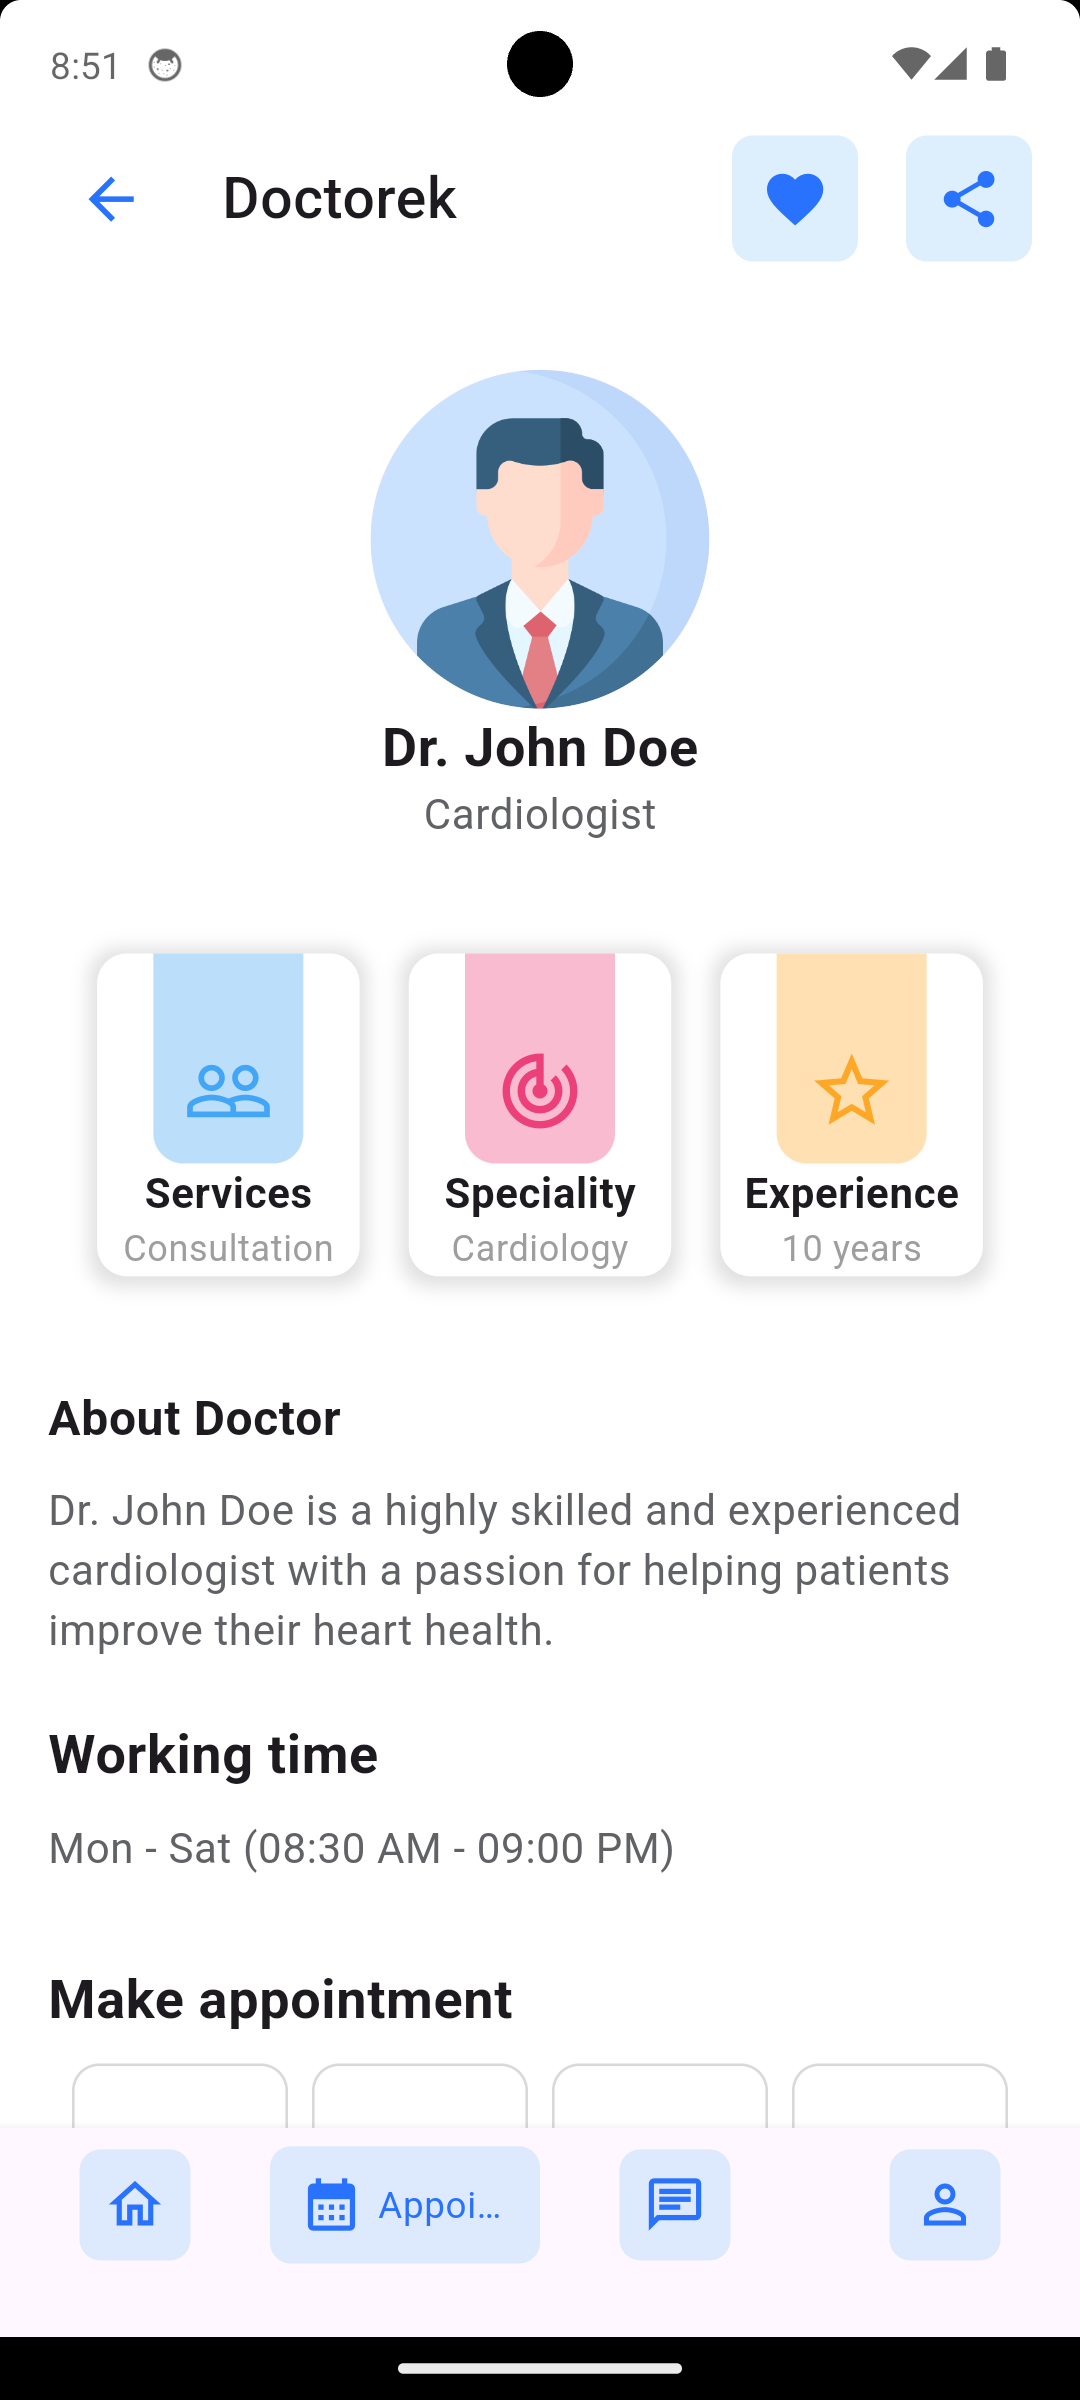 8:51
Doctorek
Dr. John Doe
Cardiologist
Services
Consultation
Speciality
Cardiology
Experience
10 years
About Doctor
Dr. John Doe is a highly skilled and experienced
cardiologist with a passion for helping patients
improve their heart health.
Working time
Mon - Sat (08:30 AM - 09:00 PM)
Make appointment
Appoi...